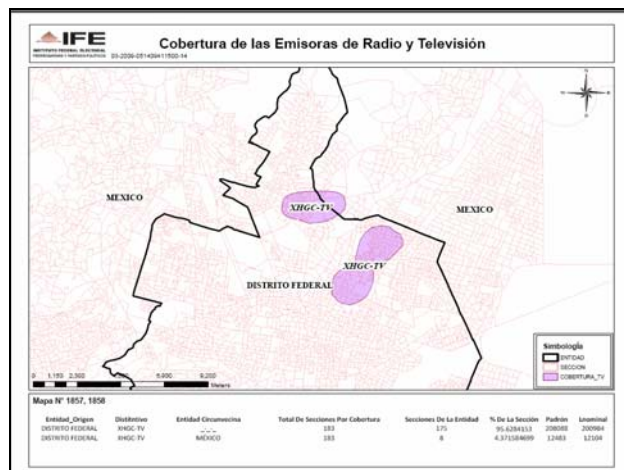 IFE
INSTITUTO FEDERAL ELECTORAL
Cobertura de las Emisoras de Radio y Televisión
MEXICO
MEXICO
XHGC-TV
XHGC-TV
DISTRITO FEDERAL
Simbología
ENTIDAD
SECCION
COBERTURA_TV
Meters
Mapa N° 1857, 1858
Entidad_Origen Distintivo Entidad Circunvecina Total De Secciones Por Cobertura Secciones De La Entidad % De La Sección Padrón Lnominal
DISTRITO FEDERAL XHGC-TV _-_-_ 183 175 95.6284153 208088 200984
DISTRITO FEDERAL XHGC-TV MEXICO 183 8 4.371584699 12483 12104